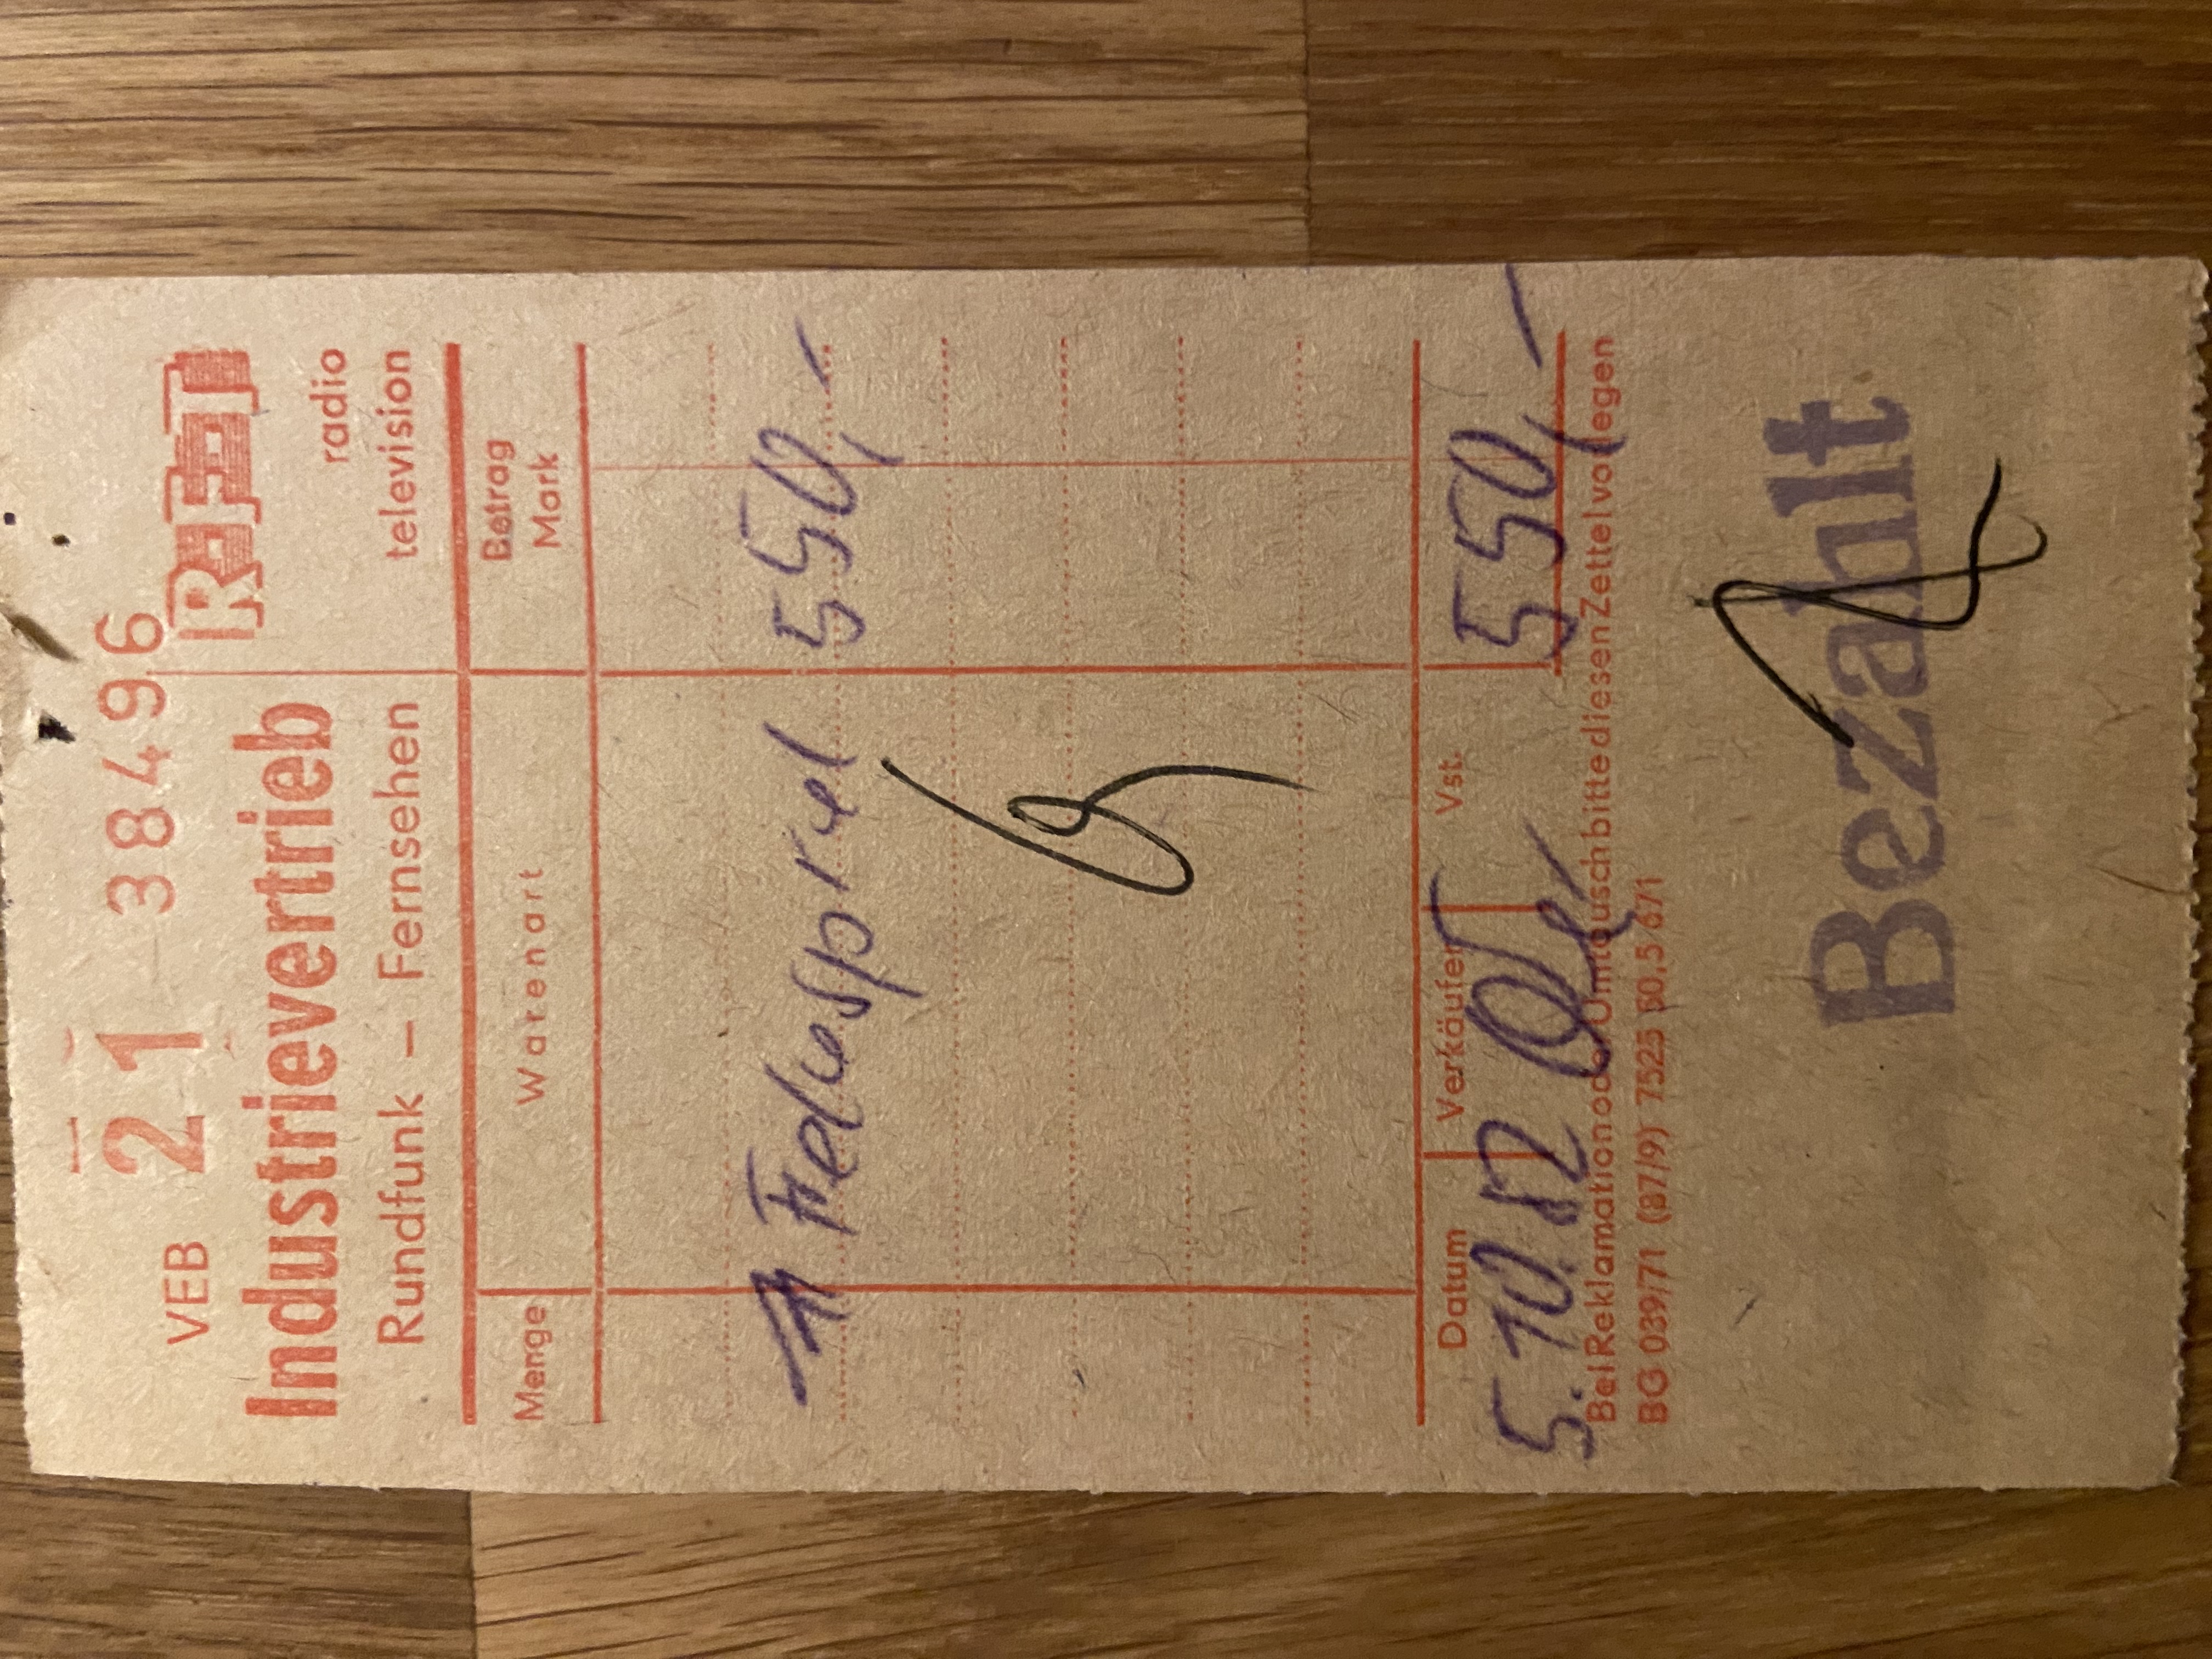 21 38496
VEB
Industrievertrieb
Rundfunk – Fernsehen
RFT
radio
television
Menge Warenart Betrag Mark
1 550,–
Datum Verkäufer Vst.
5.10. 550,–
Bei Reklamation oder Umtausch bitte diesen Zettel vorlegen
BG 039/71 (87/9) 7525 50,5 671
Bezahlt